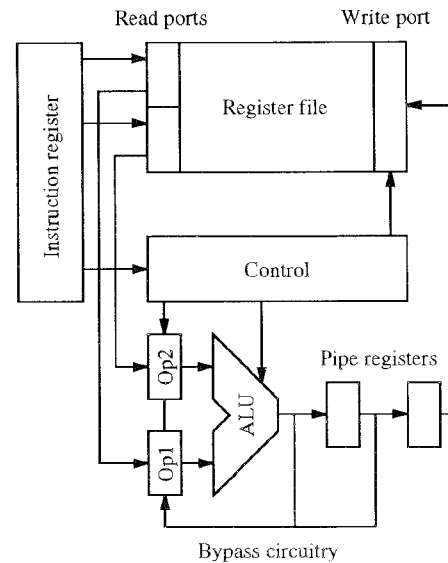 Read ports
Write port
Instruction register
Register file
Control
Op2
Op1
ALU
Pipe registers
Bypass circuitry